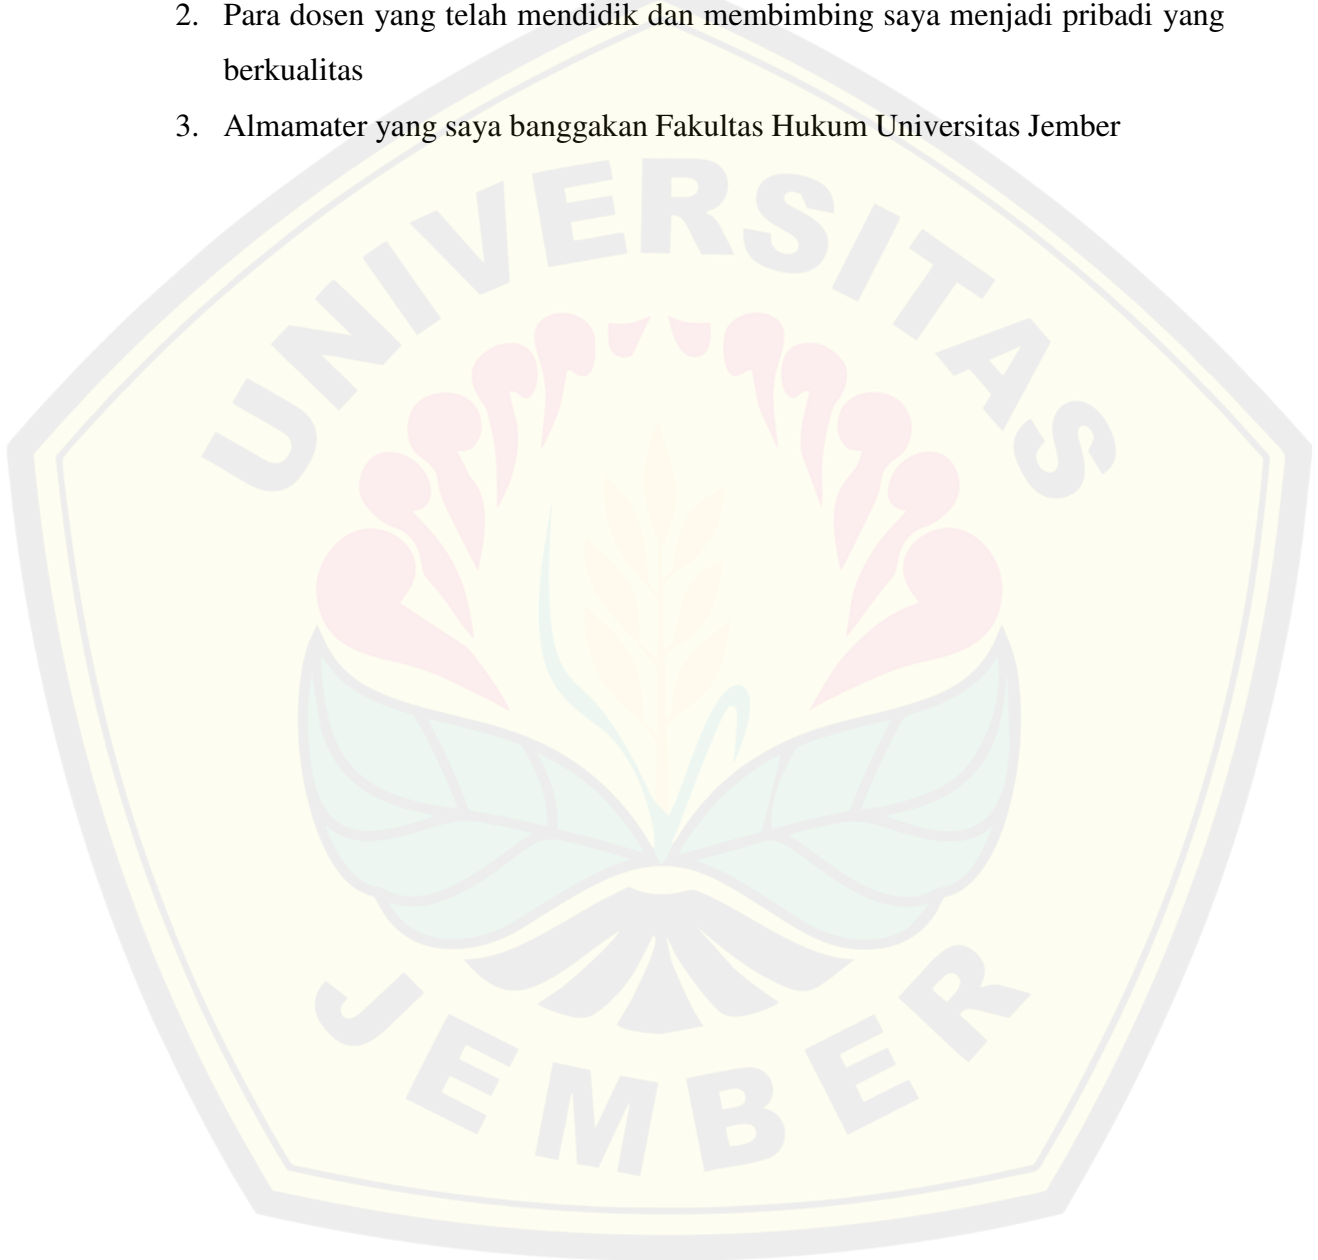 2. Para dosen yang telah mendidik dan membimbing saya menjadi pribadi yang
berkualitas
3. Almamater yang saya banggakan Fakultas Hukum Universitas Jember
UNIVERSITAS
JEMBER